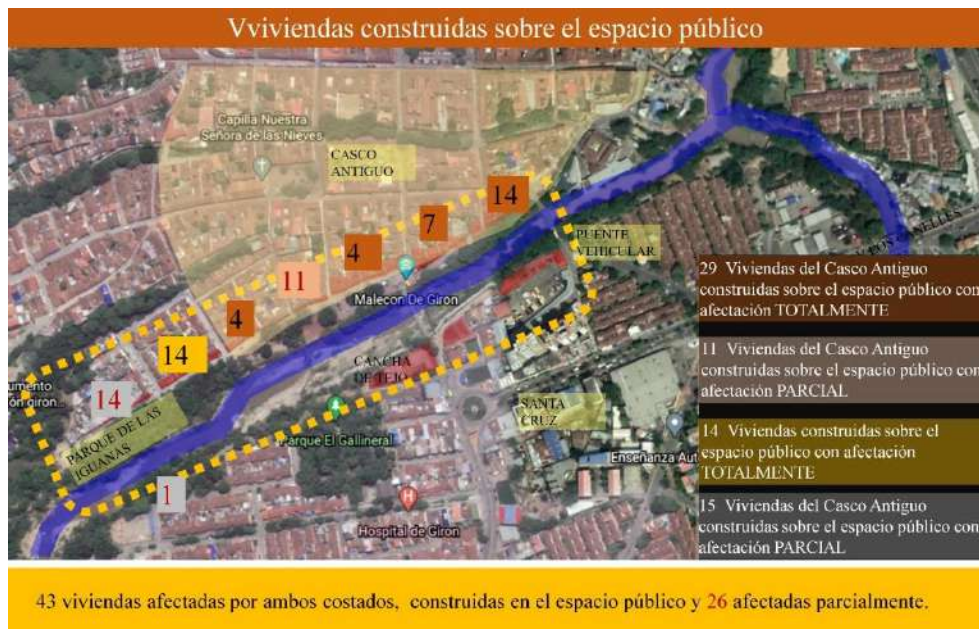 Vviviendas construidas sobre el espacio público
Capilla Nuestra
Señora de las Nieves
CASCO
ANTIGUO
14
7
4
PUENTE
VEHICULAR
11
Malecon De Giron
4
14
CANCHA
DE TEJO
14
PARQUE DE LAS
IGUANAS
SANTA
CRUZ
Parque El Gallineral
Enseñanza Aut
1
Hospital de Giron
29 Viviendas del Casco Antiguo
construidas sobre el espacio público con
afectación TOTALMENTE
11 Viviendas del Casco Antiguo
construidas sobre el espacio público con
afectación PARCIAL
14 Viviendas construidas sobre el
espacio público con afectación
TOTALMENTE
15 Viviendas del Casco Antiguo
construidas sobre el espacio público con
afectación PARCIAL
43 viviendas afectadas por ambos costados, construidas en el espacio público y 26 afectadas parcialmente.